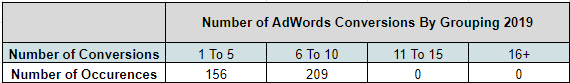 Number of AdWords Conversions By Grouping 2019
Number of Conversions 1 To 5 6 To 10 11 To 15 16+
Number of Occurences 156 209 0 0